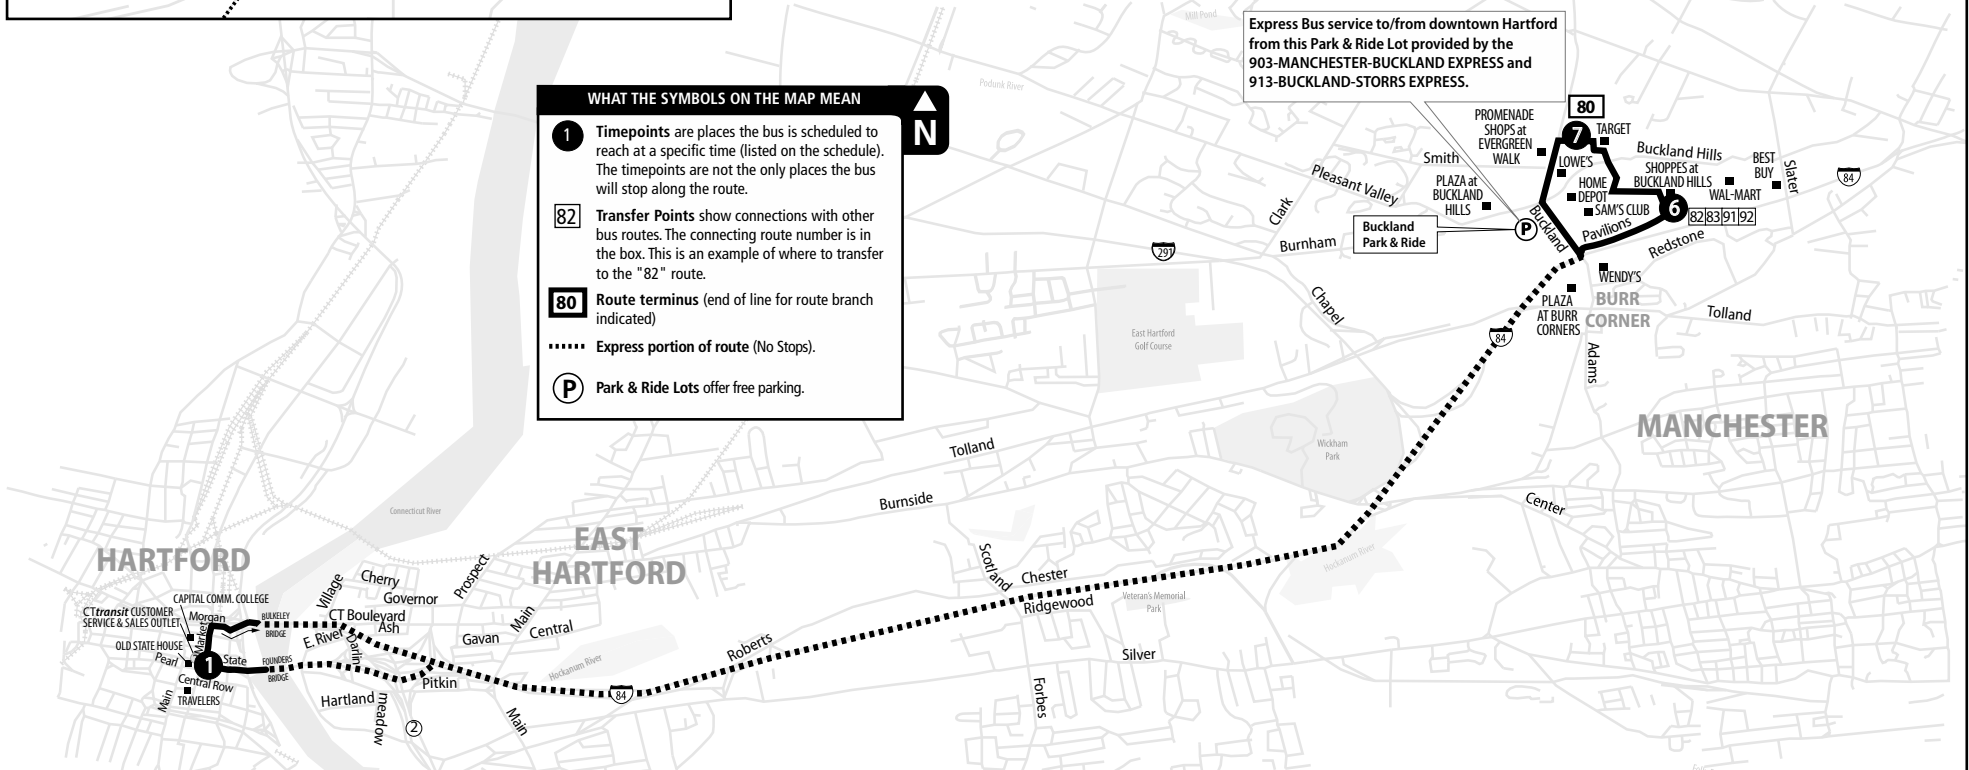 Mill Pond
Express Bus service to/from downtown Hartford
from this Park & Ride Lot provided by the
903-MANCHESTER-BUCKLAND EXPRESS and
913-BUCKLAND-STORRS EXPRESS.
WHAT THE SYMBOLS ON THE MAP MEAN
N
1
Timepoints are places the bus is scheduled to
reach at a specific time (listed on the schedule).
The timepoints are not the only places the bus
will stop along the route.
82
Transfer Points show connections with other
bus routes. The connecting route number is in
the box. This is an example of where to transfer
to the "82" route.
80
Route terminus (end of line for route branch
indicated)
Express portion of route (No Stops).
P
Park & Ride Lots offer free parking.
Podunk River
80
7
PROMENADE
SHOPS at
EVERGREEN
WALK
TARGET
Buckland Hills
Smith
LOWE'S
SHOPPES at
BUCKLAND HILLS
BEST
BUY
Slater
84
Pleasant Valley
PLAZA at
BUCKLAND
HILLS
HOME
DEPOT
WAL-MART
SAM'S CLUB
6
82 83 91 92
Clark
Buckland
Park & Ride
P
Buckland
Pavilions
Redstone
Burnham
291
WENDY'S
Chapel
PLAZA
AT BURR
CORNERS
BURR
CORNER
Tolland
84
Adams
East Hartford
Golf Course
MANCHESTER
Wickham
Park
Tolland
Burnside
Center
Connecticut River
HARTFORD
EAST
HARTFORD
Hockanum River
Scotland
Chester
Ridgewood
Veteran's Memorial
Park
Prospect
Village
Cherry
Governor
CT Boulevard
Ash
Main
Central
Gavan
E. River
Darlin
CAPITAL COMM. COLLEGE
CTtransit CUSTOMER
SERVICE & SALES OUTLET
Morgan
BULKELEY
BRIDGE
Market
OLD STATE HOUSE
Pearl
1
State
FOUNDERS
BRIDGE
Central Row
Main
TRAVELERS
Pitkin
Hartland
meadow
2
Main
Hockanum River
84
Roberts
Silver
Forbes